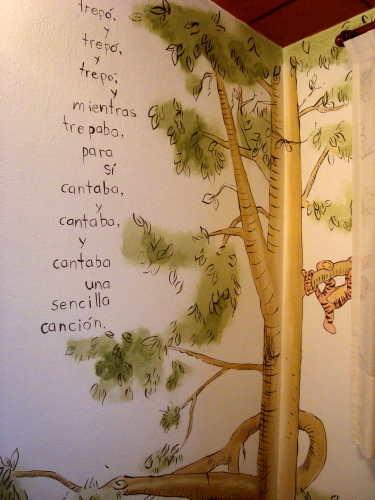 trepó,
y
trepó,
y
trepó,
y
mientras
trepaba,
para
sí
cantaba,
y
cantaba,
y
cantaba
una
sencilla
canción.